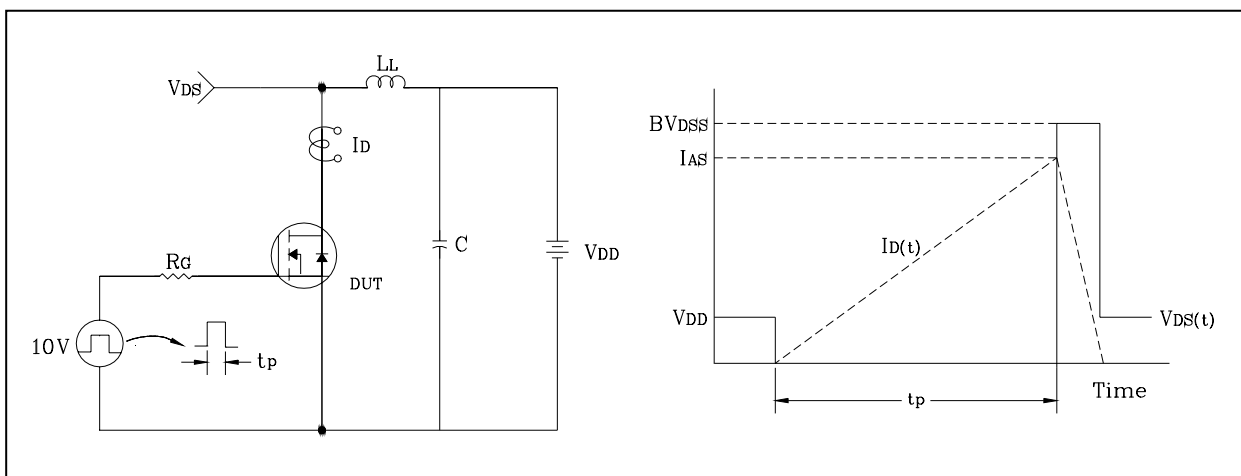 LL
VDS
ID
RG
C
VDD
DUT
10V
tp
BVDSS
IAS
ID(t)
VDD
VDS(t)
Time
tp